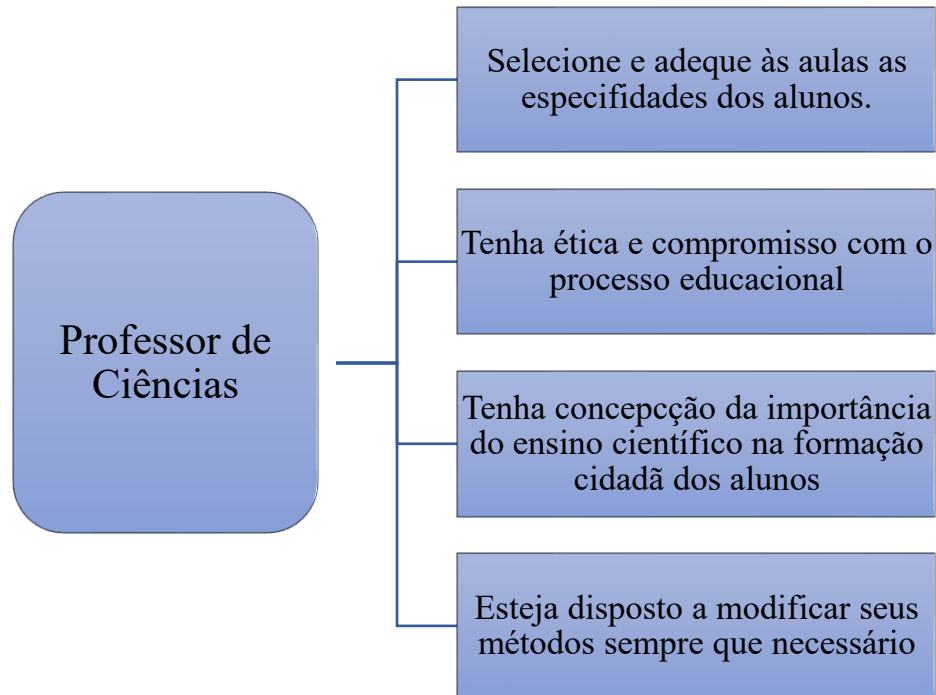 Professor de
Ciências
Selecione e adeque às aulas as
especifidades dos alunos.
Tenha ética e compromisso com o
processo educacional
Tenha concepcção da importância
do ensino científico na formação
cidadã dos alunos
Esteja disposto a modificar seus
métodos sempre que necessário